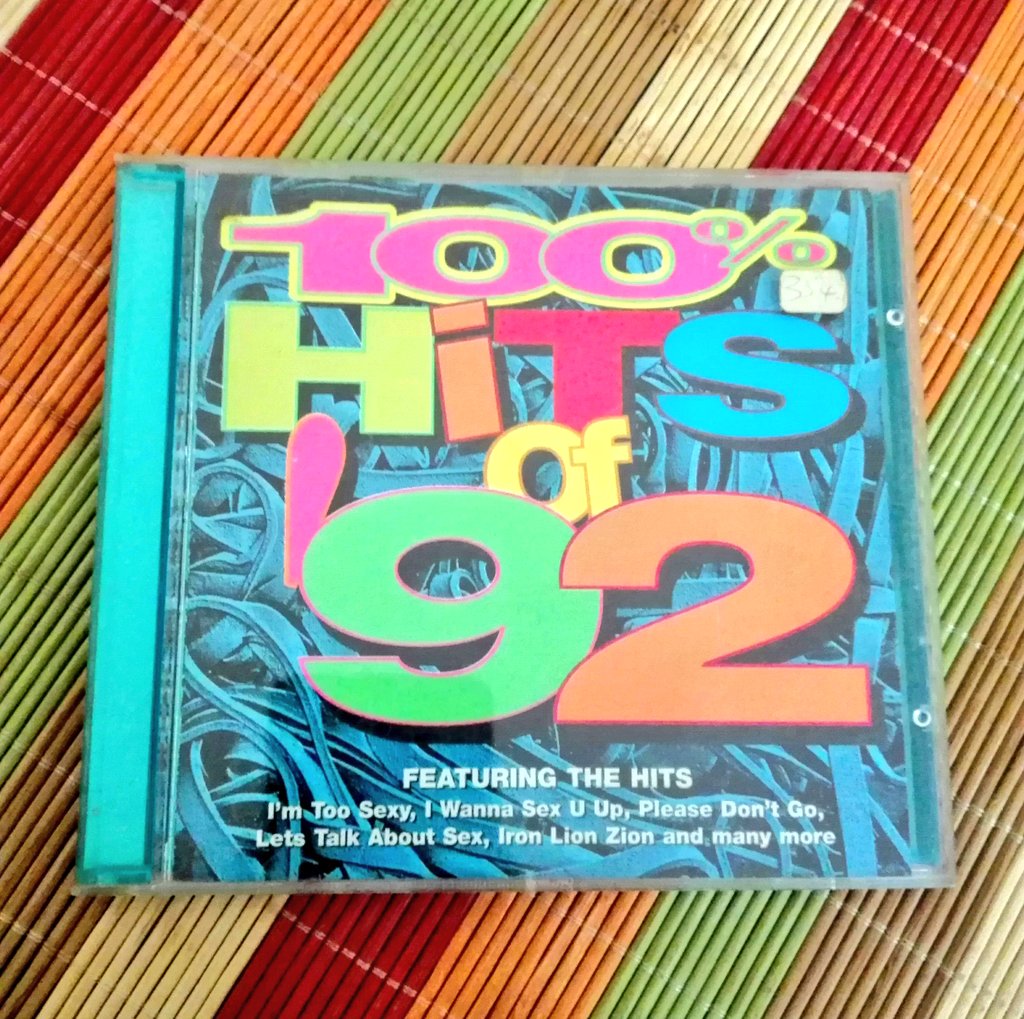 100%
HiTS
of
'92
FEATURING THE HITS
I'm Too Sexy, I Wanna Sex U Up, Please Don't Go,
Lets Talk About Sex, Iron Lion Zion and many more